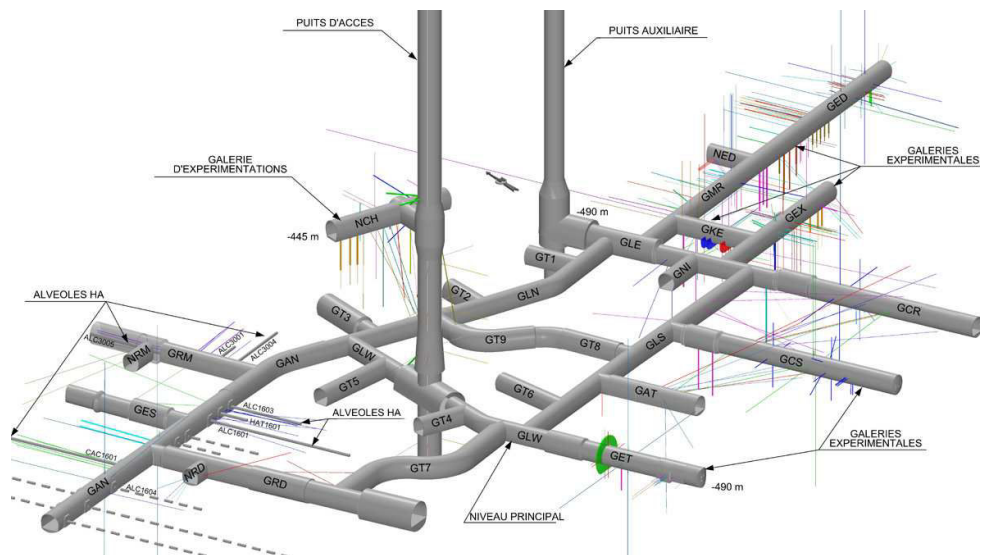 PUITS D'ACCES
PUITS AUXILIAIRE
GALERIE
D'EXPERIMENTATIONS
GALERIES
EXPERIMENTALES
GED
NED
GMR
GEX
GKE
-490 m
NCH
-445 m
GLE
GT1
GNI
GT2
GLN
GCR
ALVEOLES HA
GT3
GT9
GT8
GLS
GCS
ALC3005
NRM
GRM
ALC3001
ALC3004
GAN
GLW
GT5
GT6
GAT
GES
ALC1603
HAT1601
ALC1601
ALVEOLES HA
GT4
GLW
GALERIES
EXPERIMENTALES
CAC1601
GAN
ALC1604
NRD
GRD
GT7
GET
-490 m
NIVEAU PRINCIPAL